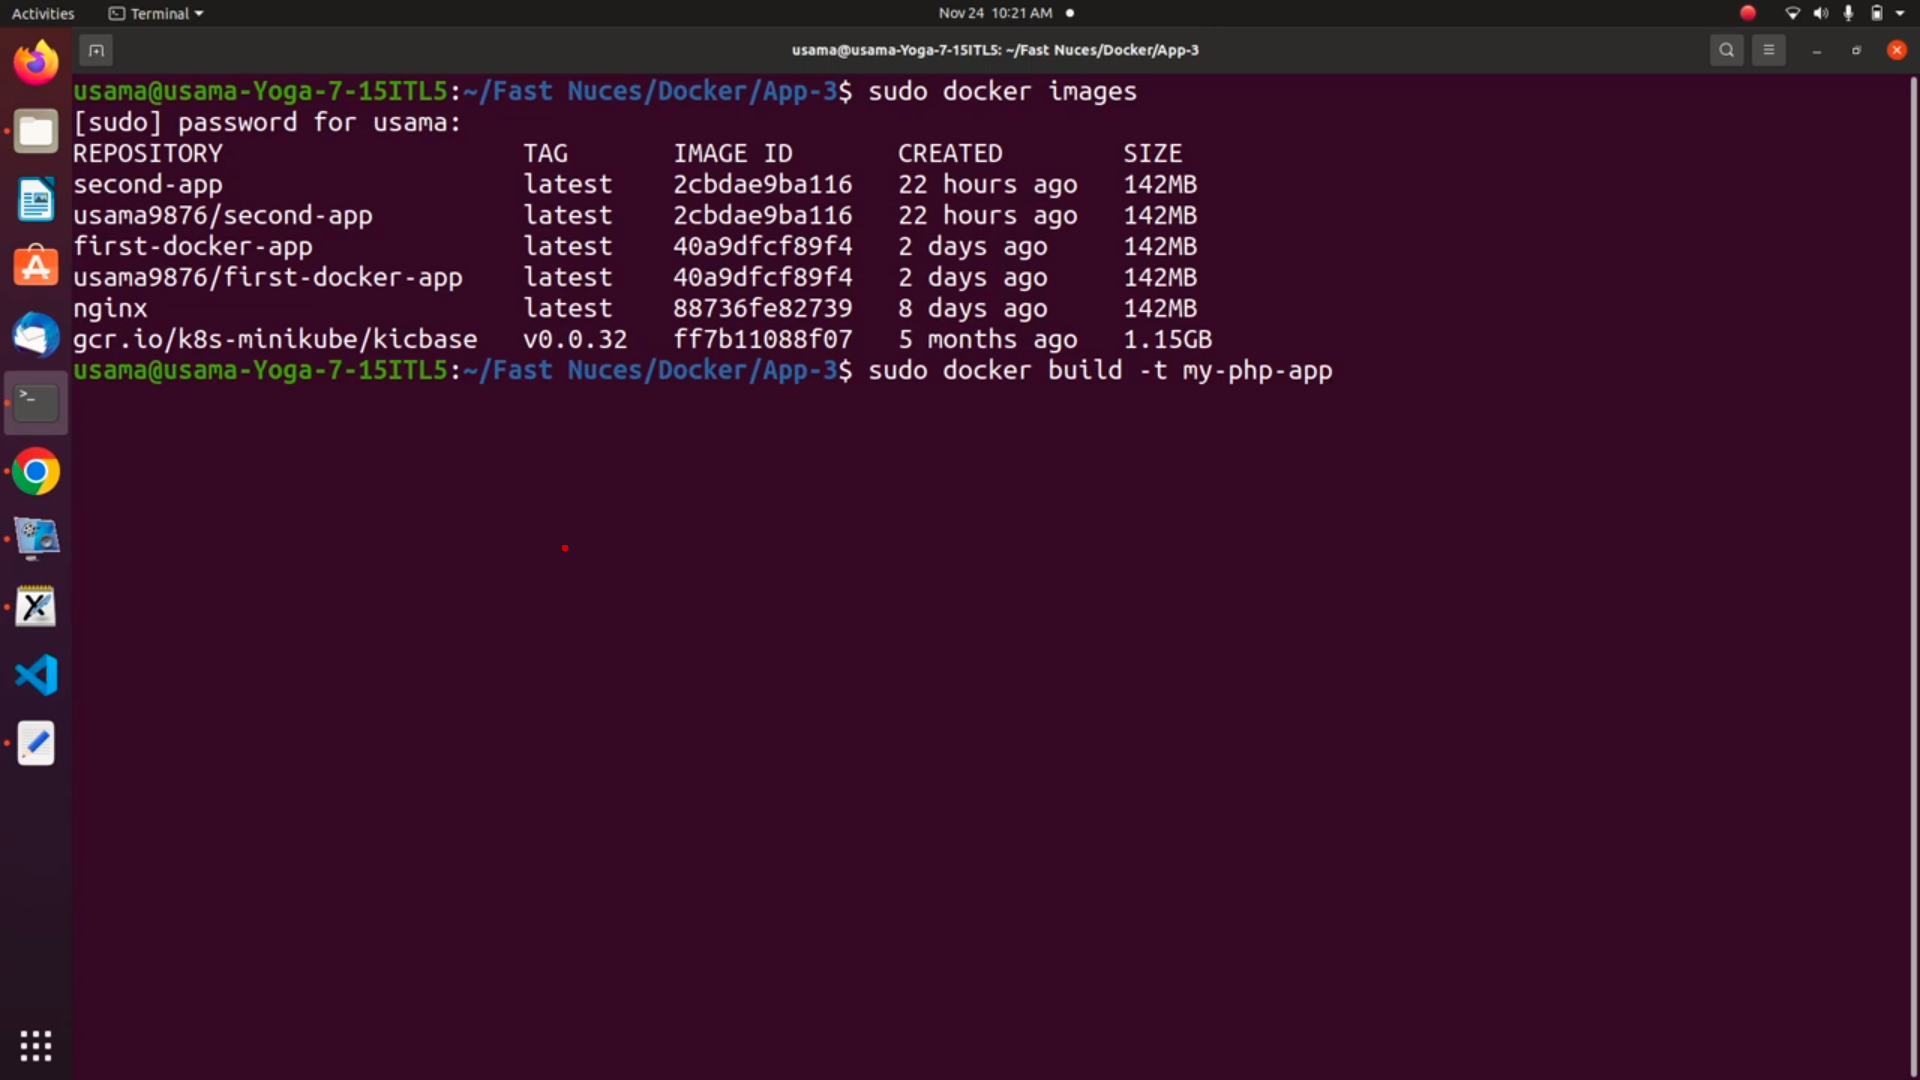 Activities Terminal Nov 24 10:21 AM
usama@usama-Yoga-7-15ITL5: ~/Fast Nuces/Docker/App-3
usama@usama-Yoga-7-15ITL5:~/Fast Nuces/Docker/App-3$ sudo docker images
[sudo] password for usama:
REPOSITORY TAG IMAGE ID CREATED SIZE
second-app latest 2cbdae9ba116 22 hours ago 142MB
usama9876/second-app latest 2cbdae9ba116 22 hours ago 142MB
first-docker-app latest 40a9dfcf89f4 2 days ago 142MB
usama9876/first-docker-app latest 40a9dfcf89f4 2 days ago 142MB
nginx latest 88736fe82739 8 days ago 142MB
gcr.io/k8s-minikube/kicbase v0.0.32 ff7b11088f07 5 months ago 1.15GB
usama@usama-Yoga-7-15ITL5:~/Fast Nuces/Docker/App-3$ sudo docker build -t my-php-app